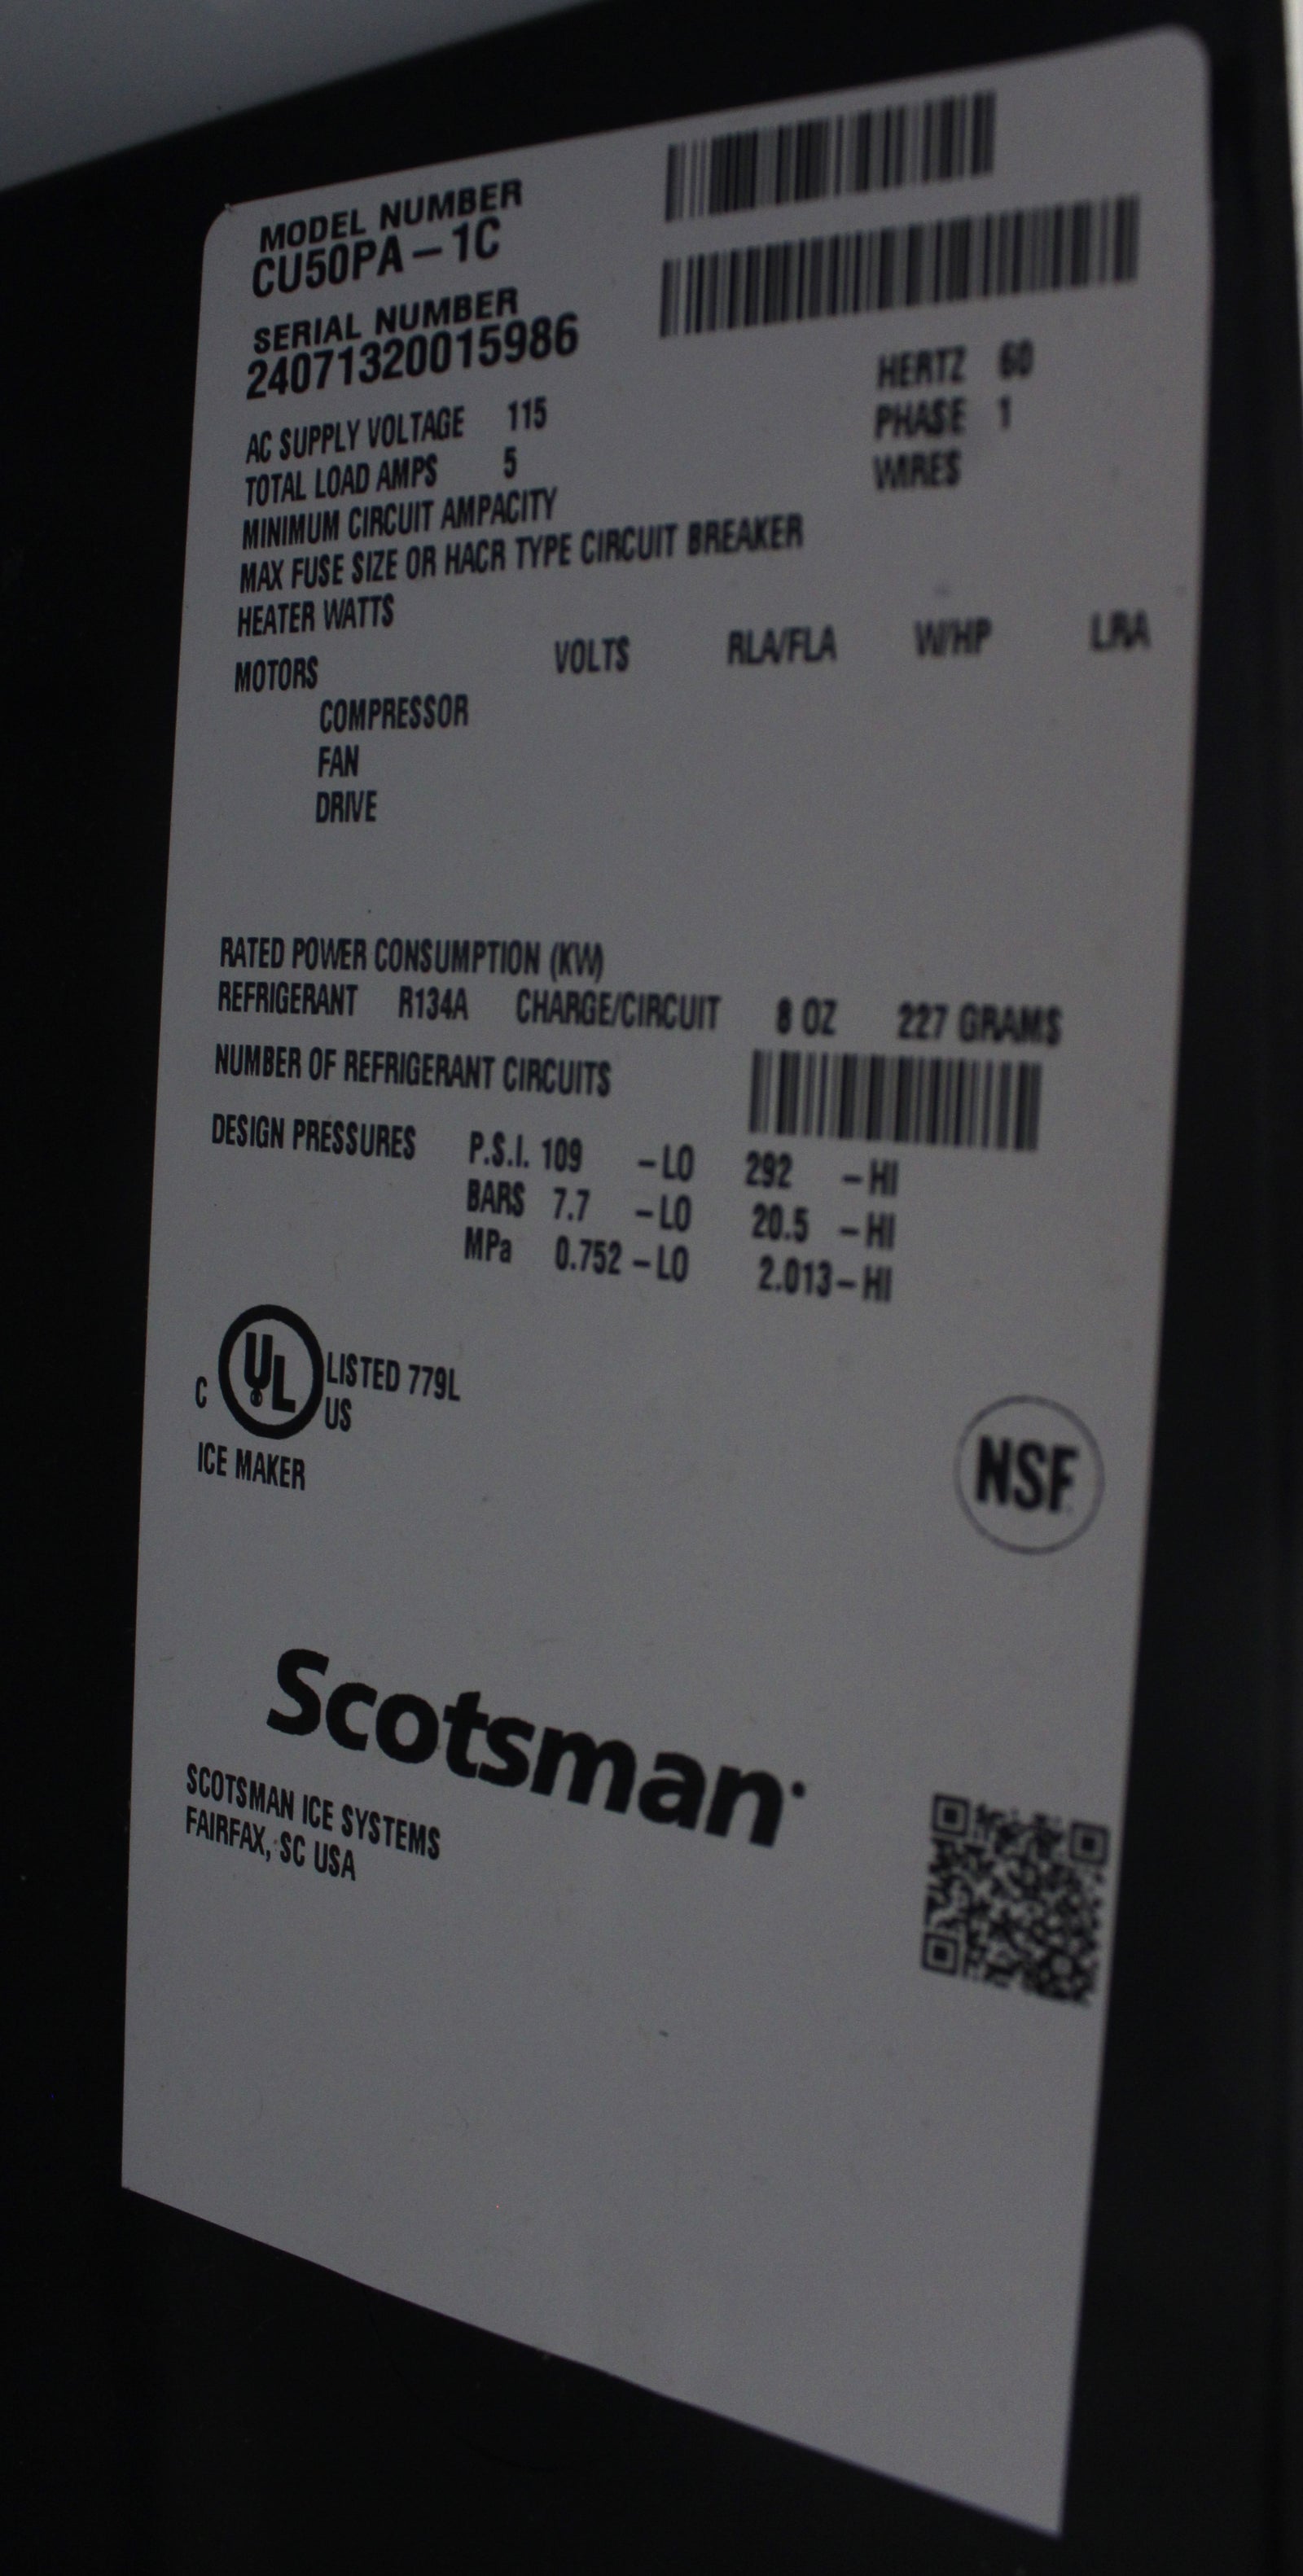 MODEL NUMBER
CU50PA-1C
SERIAL NUMBER
24071320015986
AC SUPPLY VOLTAGE 115 HERTZ 60
TOTAL LOAD AMPS 5 PHASE 1
MINIMUM CIRCUIT AMPACITY WIRES
MAX FUSE SIZE OR HACR TYPE CIRCUIT BREAKER
HEATER WATTS
MOTORS VOLTS RLA/FLA W/HP LRA
COMPRESSOR
FAN
DRIVE
RATED POWER CONSUMPTION (KW)
REFRIGERANT R134A CHARGE/CIRCUIT 8 OZ 227 GRAMS
NUMBER OF REFRIGERANT CIRCUITS
DESIGN PRESSURES P.S.I. 109 -LO 292 -HI
BARS 7.7 -LO 20.5 -HI
MPa 0.752 -LO 2.013-HI
C UL LISTED 779L
US
ICE MAKER
NSF
Scotsman
SCOTSMAN ICE SYSTEMS
FAIRFAX, SC USA